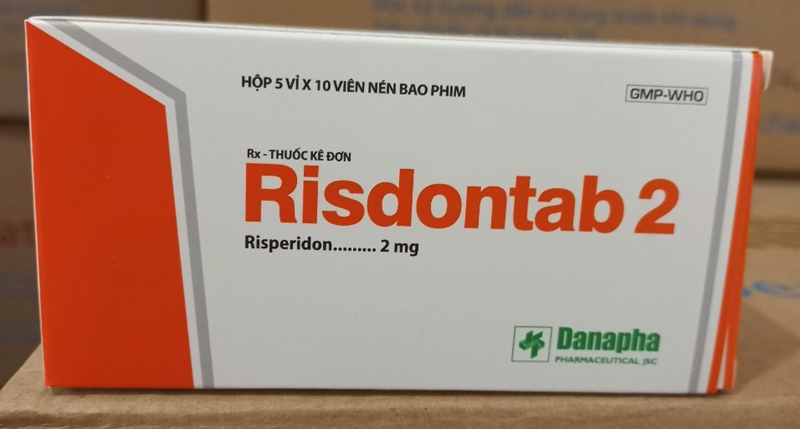 HỘP 5 VỈ X 10 VIÊN NÉN BAO PHIM
GMP-WHO
Rx - THUỐC KÊ ĐƠN
Risdontab 2
Risperidon......... 2 mg
Danapha
PHARMACEUTICAL JSC